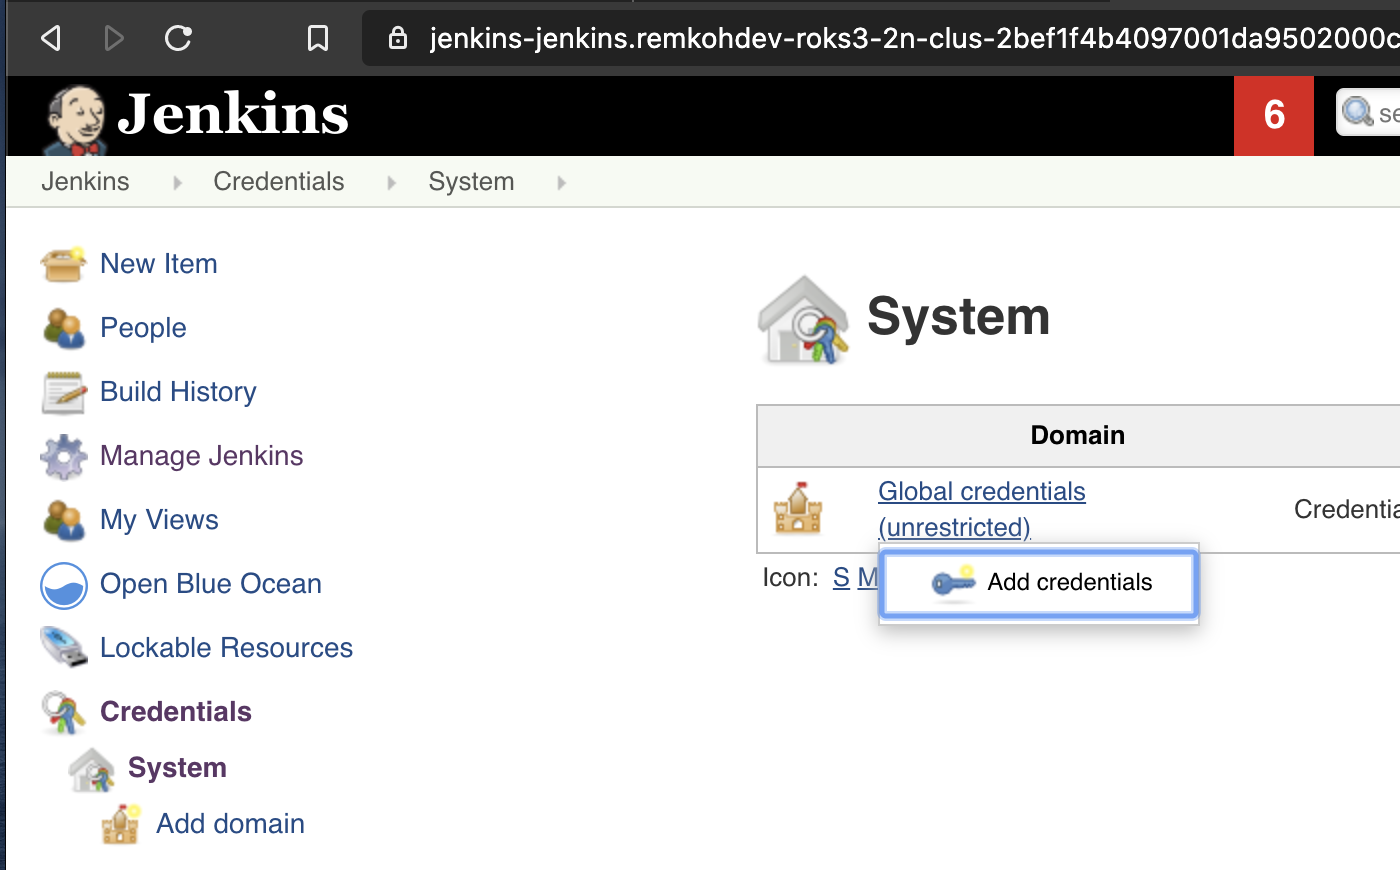 jenkins-jenkins.remkohdev-roks3-2n-clus-2bef1f4b4097001da9502000c
Jenkins
6
se
Jenkins
Credentials
System
New Item
People
Build History
Manage Jenkins
My Views
Open Blue Ocean
Lockable Resources
Credentials
System
Add domain
System
Domain
Global credentials
(unrestricted)
Credentia
Icon: S M
Add credentials